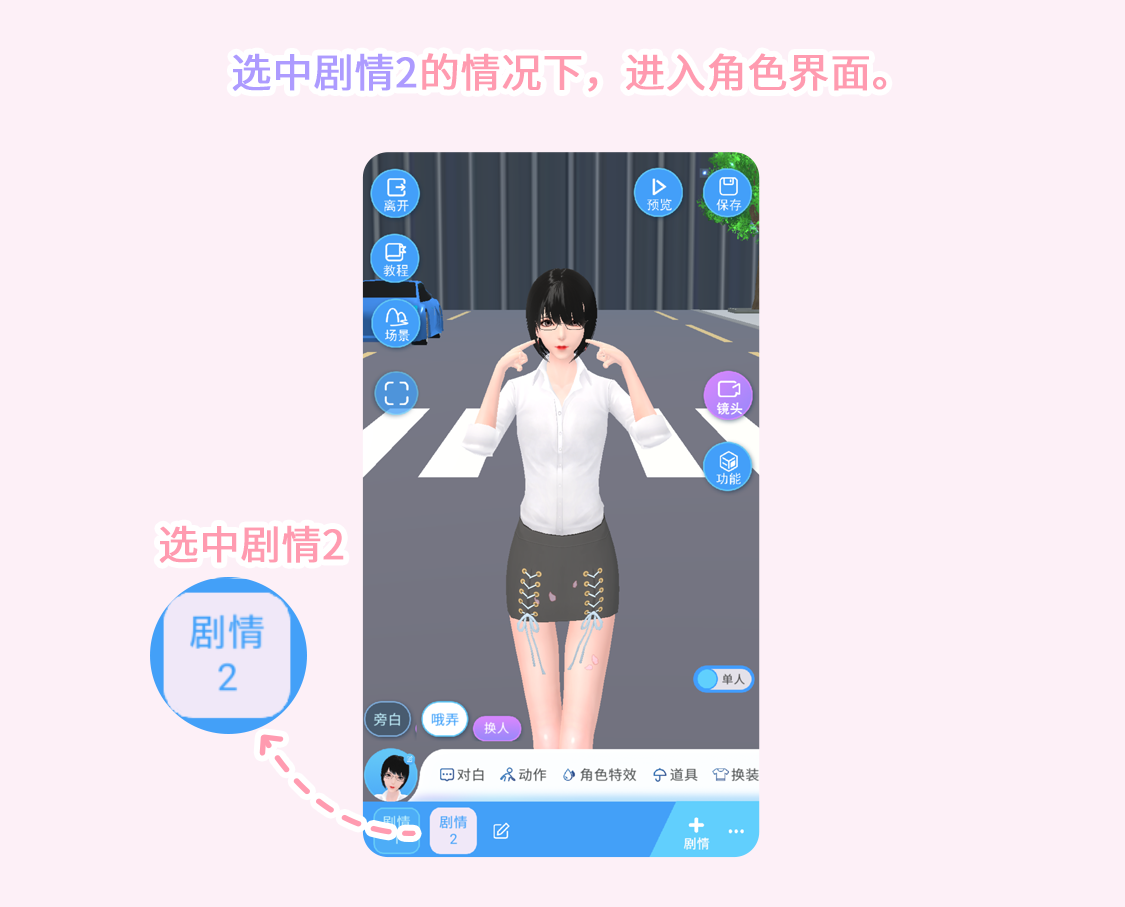 选中剧情2的情况下，进入角色界面。
离开
预览
保存
教程
场景
镜头
功能
选中剧情2
剧情
2
单人
旁白
哦弄
换人
对白
动作
角色特效
道具
换装
剧情
1
剧情
2
剧情